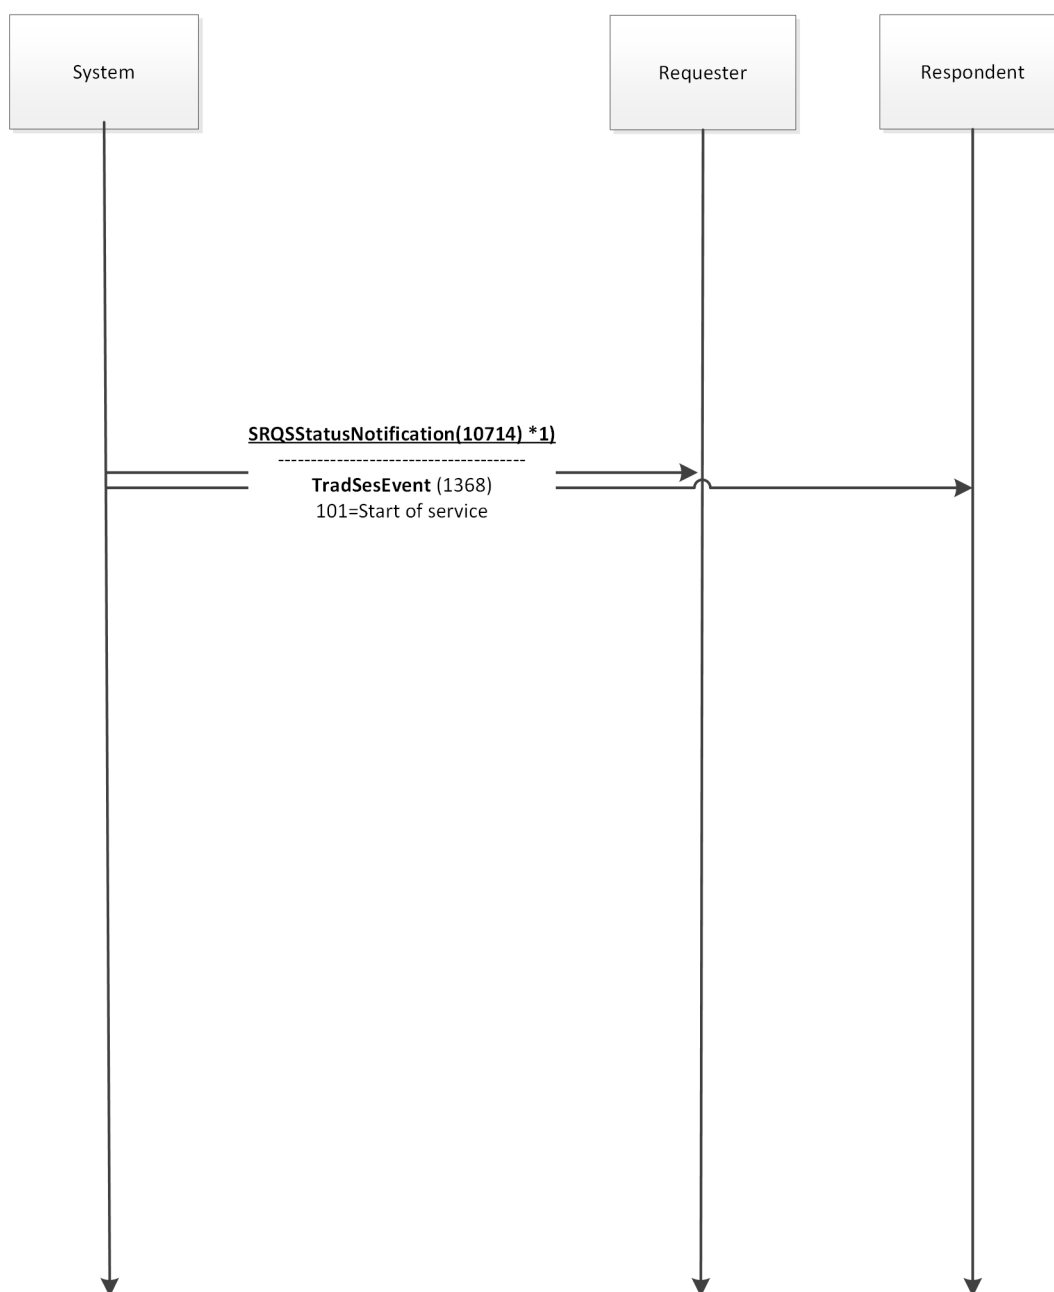 System
Requester
Respondent
SRQSStatusNotification(10714) *1)
--------------------------------------
TradSesEvent (1368)
101=Start of service